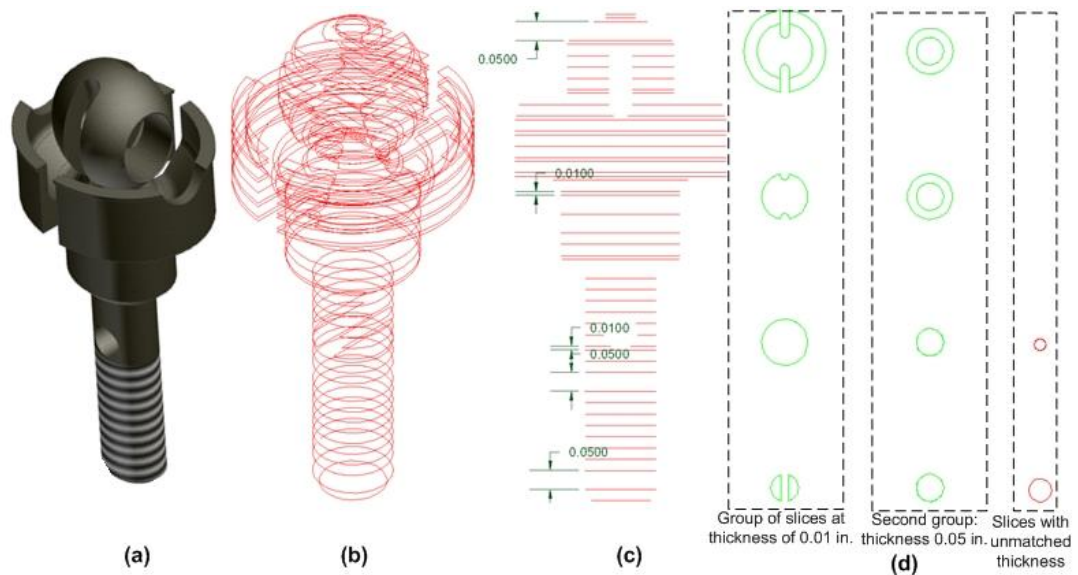 0.0500
0.0100
0.0100
0.0500
0.0500
Group of slices at
thickness of 0.01 in.
Second group:
thickness 0.05 in.
Slices with
unmatched
thickness
(a)
(b)
(c)
(d)